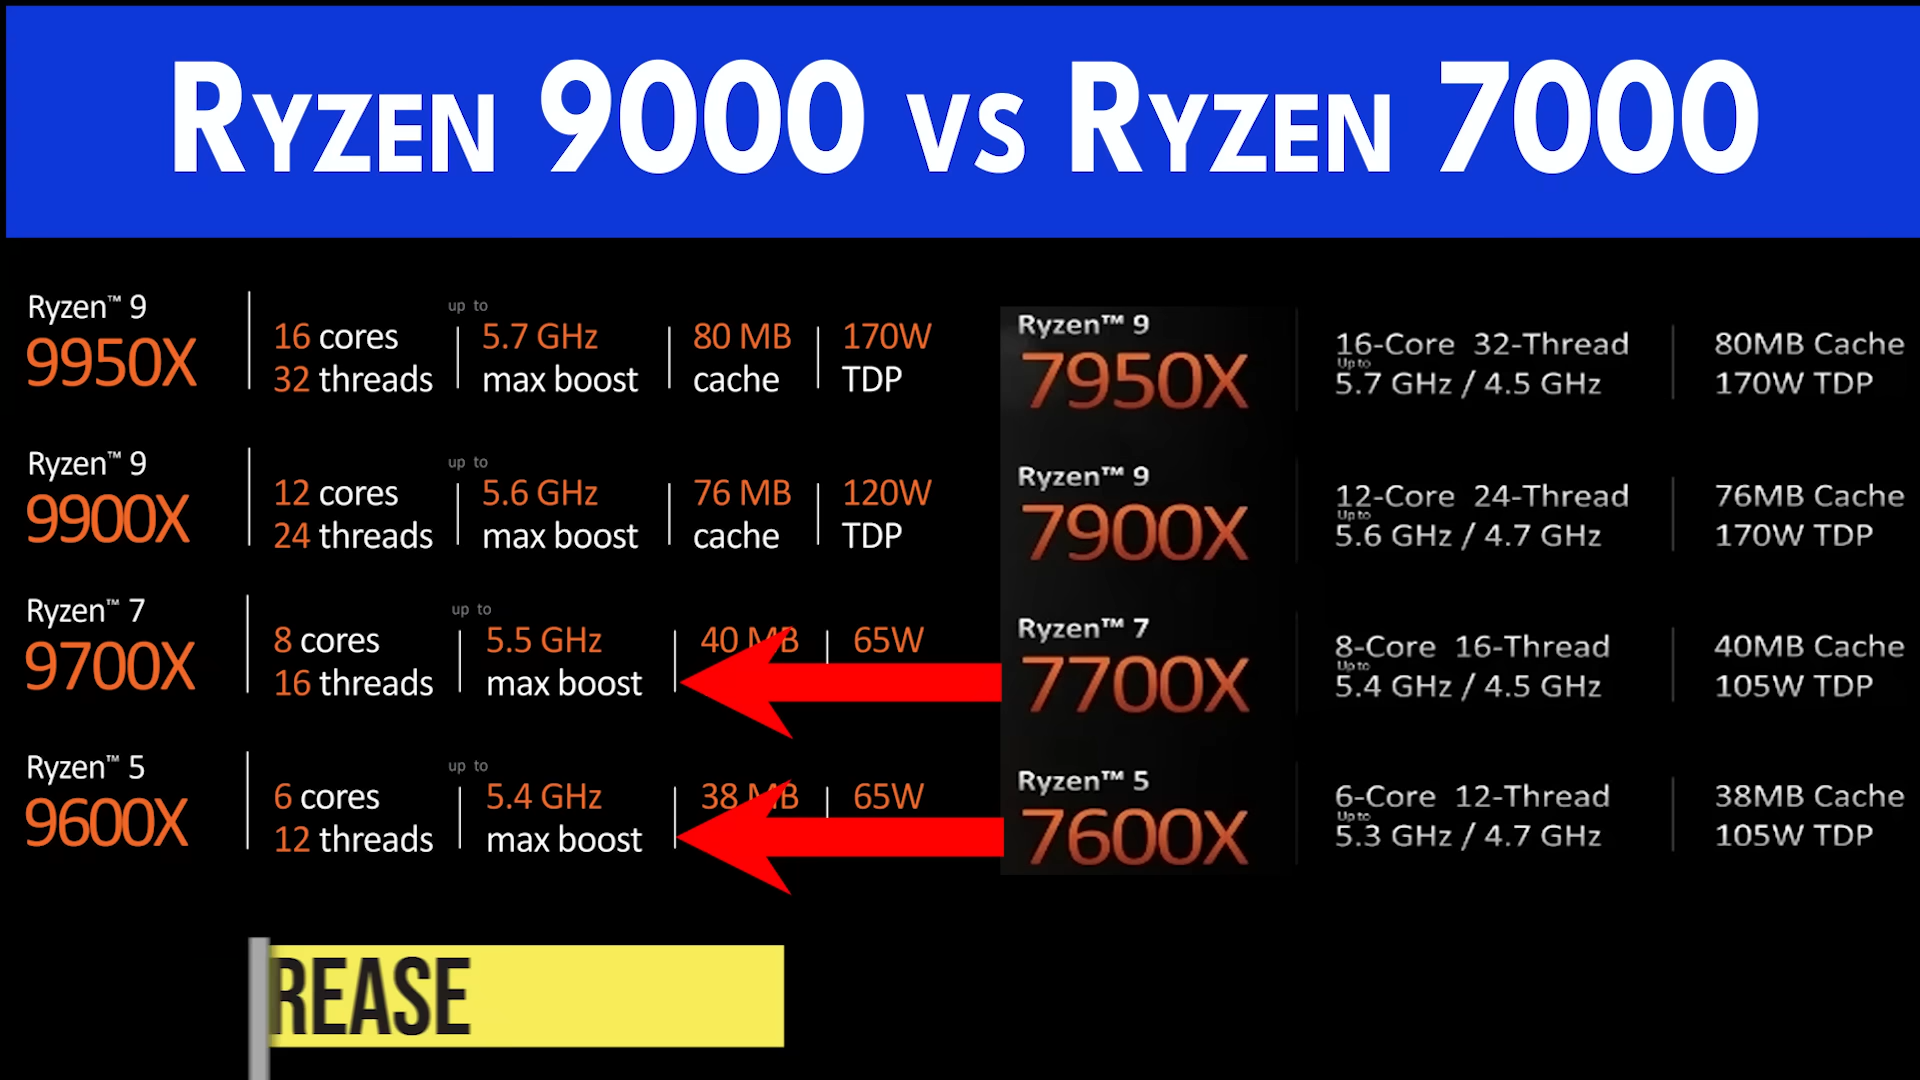 RYZEN 9000 VS RYZEN 7000
Ryzen™ 9
9950X
16 cores
32 threads
up to
5.7 GHz
max boost
80 MB
cache
170W
TDP
Ryzen™ 9
9900X
12 cores
24 threads
up to
5.6 GHz
max boost
76 MB
cache
120W
TDP
Ryzen™ 7
9700X
8 cores
16 threads
up to
5.5 GHz
max boost
40 MB
65W
Ryzen™ 5
9600X
6 cores
12 threads
up to
5.4 GHz
max boost
38 MB
65W
Ryzen™ 9
7950X
16-Core 32-Thread
Up to
5.7 GHz / 4.5 GHz
80MB Cache
170W TDP
Ryzen™ 9
7900X
12-Core 24-Thread
Up to
5.6 GHz / 4.7 GHz
76MB Cache
170W TDP
Ryzen™ 7
7700X
8-Core 16-Thread
Up to
5.4 GHz / 4.5 GHz
40MB Cache
105W TDP
Ryzen™ 5
7600X
6-Core 12-Thread
Up to
5.3 GHz / 4.7 GHz
38MB Cache
105W TDP
REASE